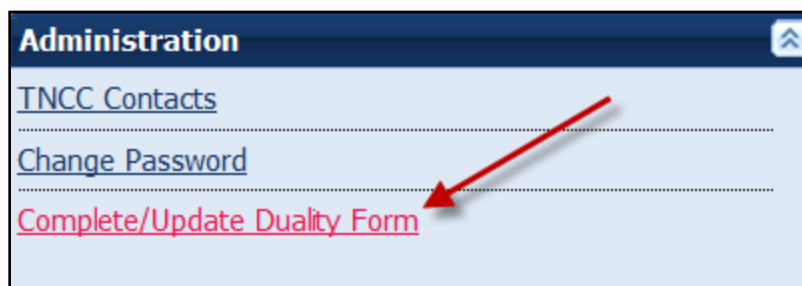 Administration
TNCC Contacts
Change Password
Complete/Update Duality Form